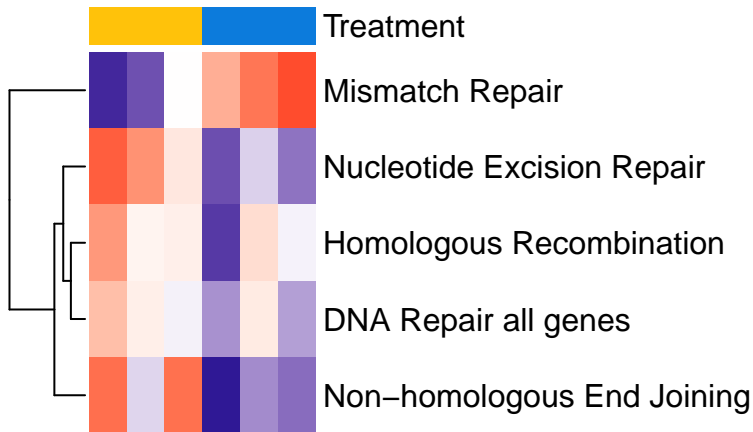 Treatment
Mismatch Repair
Nucleotide Excision Repair
Homologous Recombination
DNA Repair all genes
Non−homologous End Joining